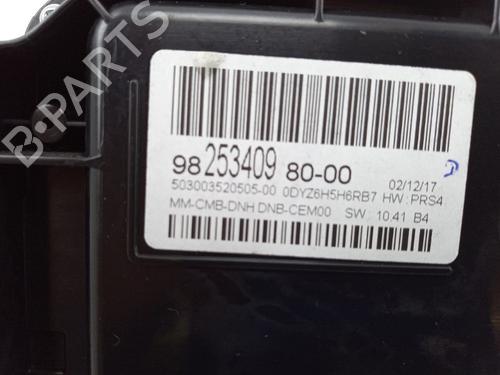 B-PARTS
98 253409 80-00
02/12/17
503003520505-00 0DYZ6H5H6RB7 HW : PRS4
MM-CMB-DNH DNB-CEM00 SW : 10.41 B4